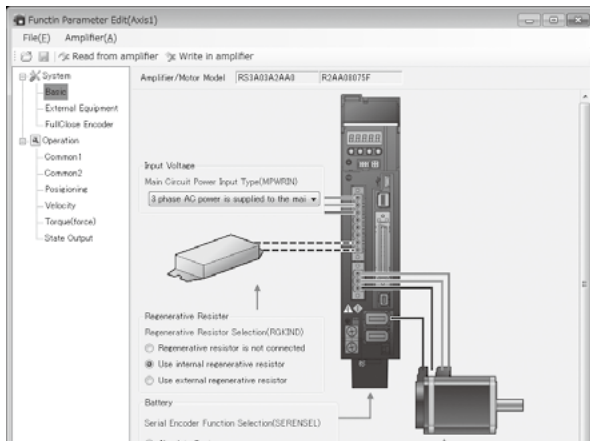 Functin Parameter Edit(Axis1)
File(E) Amplifier(A)
Read from amplifier Write in amplifier
System
Basic
External Equipment
FullClose Encoder
Operation
Common1
Common2
Posigioning
Velocity
Torque(force)
State Output
Amplifier/Motor Model RS3A03A2AA0 R2AA08075F
Input Voltage
Main Circuit Power Input Type(MPWRIN)
3 phase AC power is supplied to the mai
Regenerative Resister
Regenerative Resistor Selection(RGKIND)
Regenerative resistor is not connected
Use internal regenerative resistor
Use external regenerative resistor
Battery
Serial Encoder Function Selection(SERENSEL)